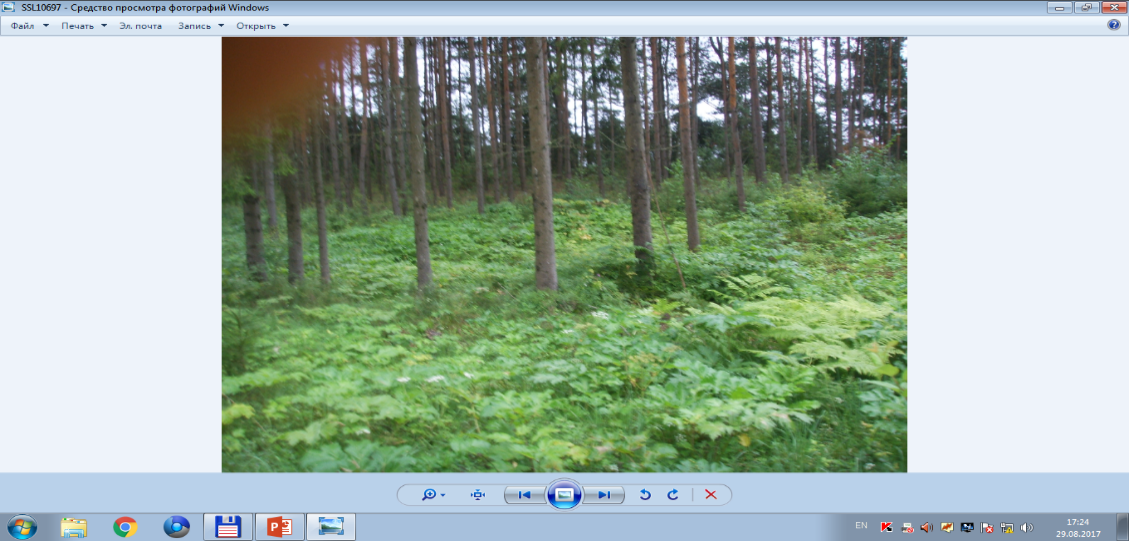 SSL10697 - Средство просмотра фотографий Windows
Файл Печать Эл. почта Запись Открыть
EN
17:24
29.08.2017